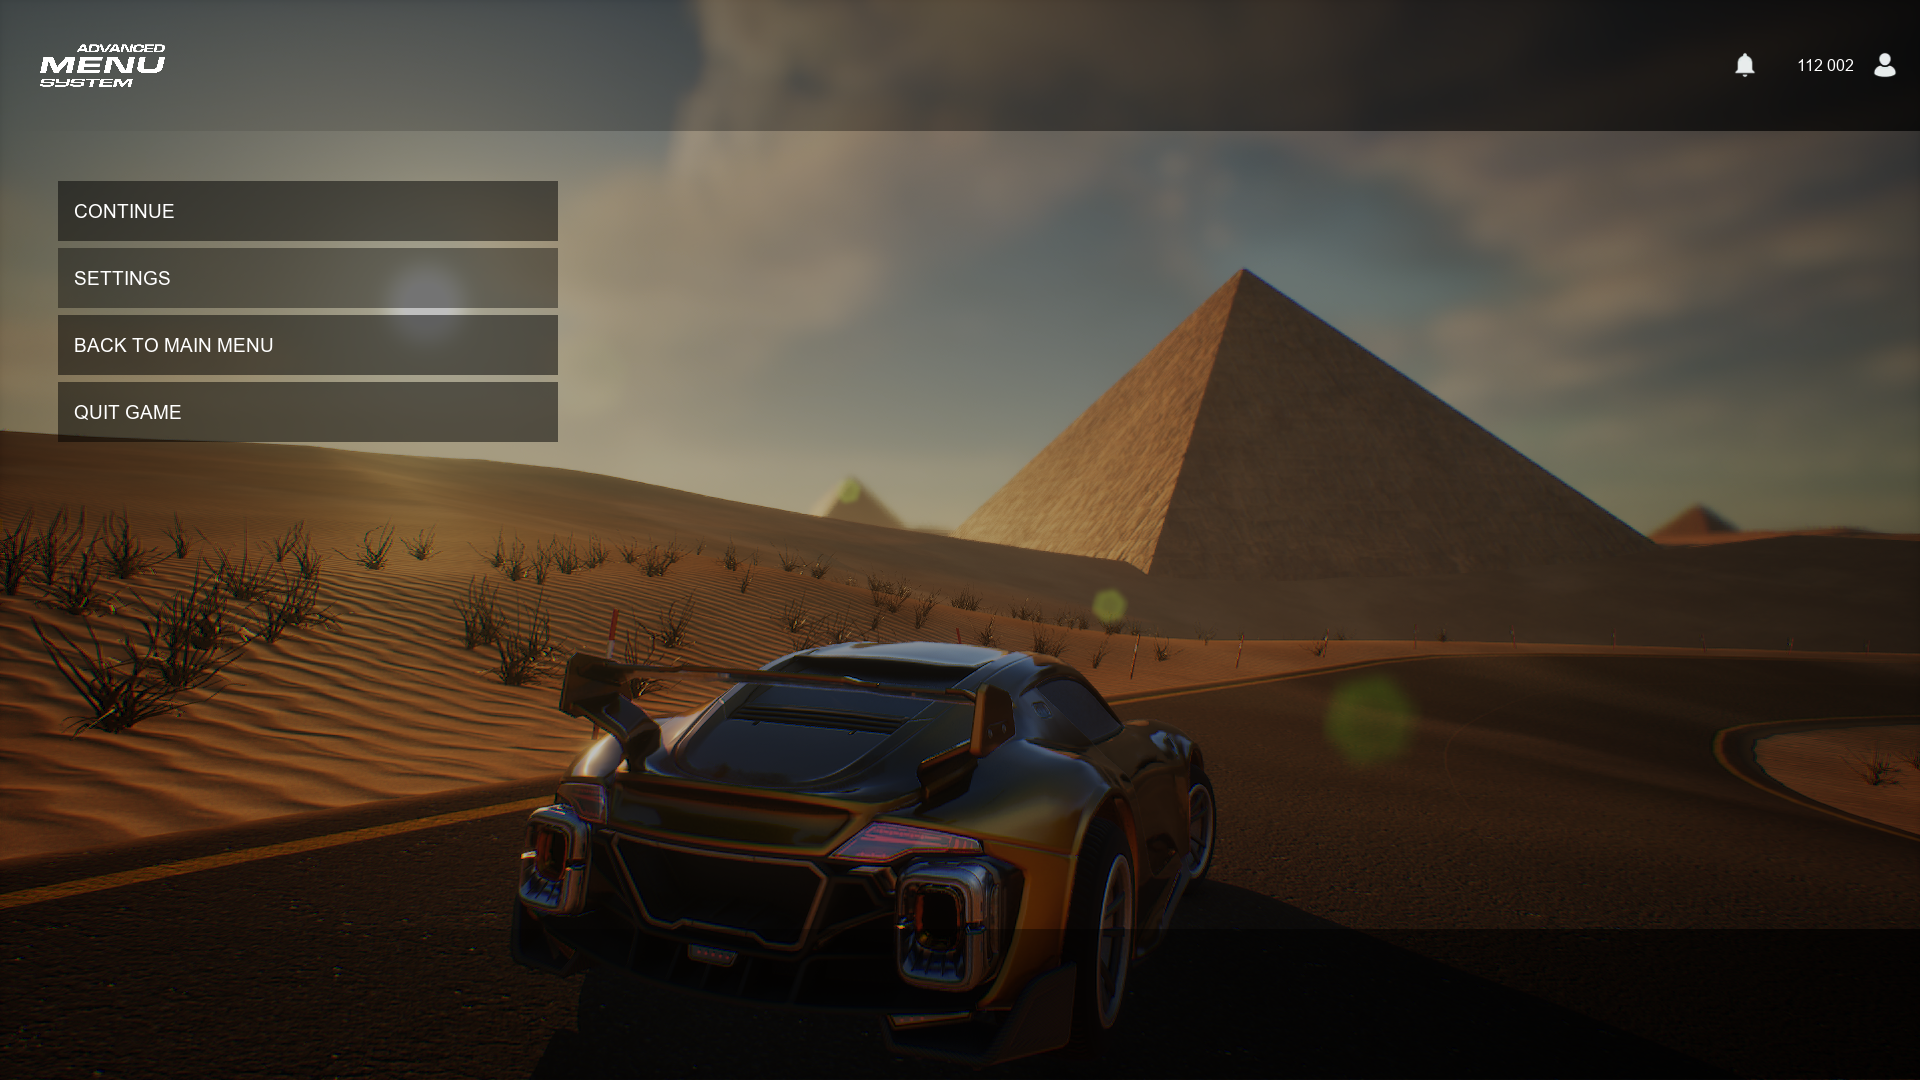 ADVANCED
MENU
SYSTEM
112 002
CONTINUE
SETTINGS
BACK TO MAIN MENU
QUIT GAME